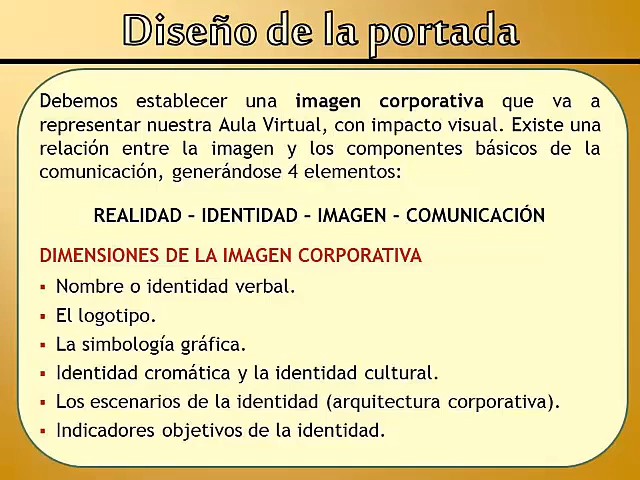 Diseño de la portada
Debemos establecer una imagen corporativa que va a
representar nuestra Aula Virtual, con impacto visual. Existe una
relación entre la imagen y los componentes básicos de la
comunicación, generándose 4 elementos:
REALIDAD – IDENTIDAD – IMAGEN – COMUNICACIÓN
DIMENSIONES DE LA IMAGEN CORPORATIVA
▪ Nombre o identidad verbal.
▪ El logotipo.
▪ La simbología gráfica.
▪ Identidad cromática y la identidad cultural.
▪ Los escenarios de la identidad (arquitectura corporativa).
▪ Indicadores objetivos de la identidad.